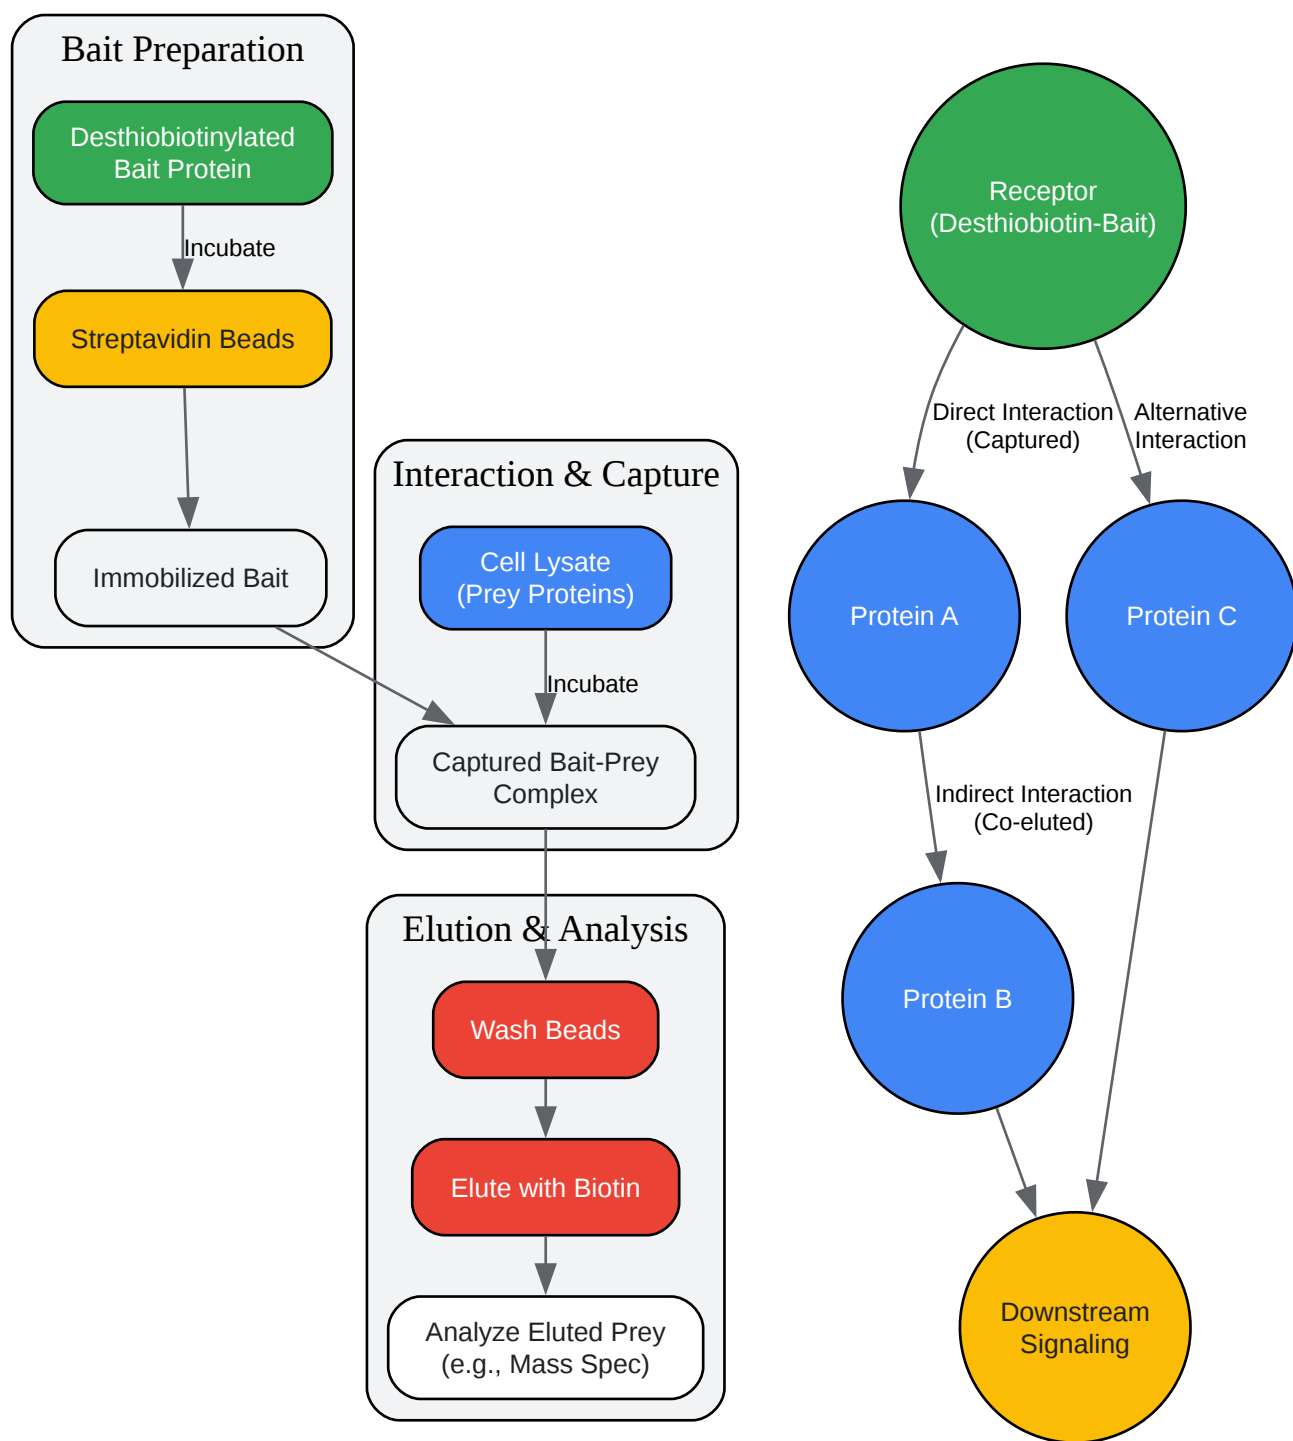 Bait Preparation
Desthiobiotinylated
Bait Protein
Incubate
Streptavidin Beads
Immobilized Bait
Interaction & Capture
Cell Lysate
(Prey Proteins)
Incubate
Captured Bait-Prey
Complex
Elution & Analysis
Wash Beads
Elute with Biotin
Analyze Eluted Prey
(e.g., Mass Spec)
Receptor
(Desthiobiotin-Bait)
Direct Interaction
(Captured)
Alternative
Interaction
Protein A
Protein C
Indirect Interaction
(Co-eluted)
Protein B
Downstream
Signaling